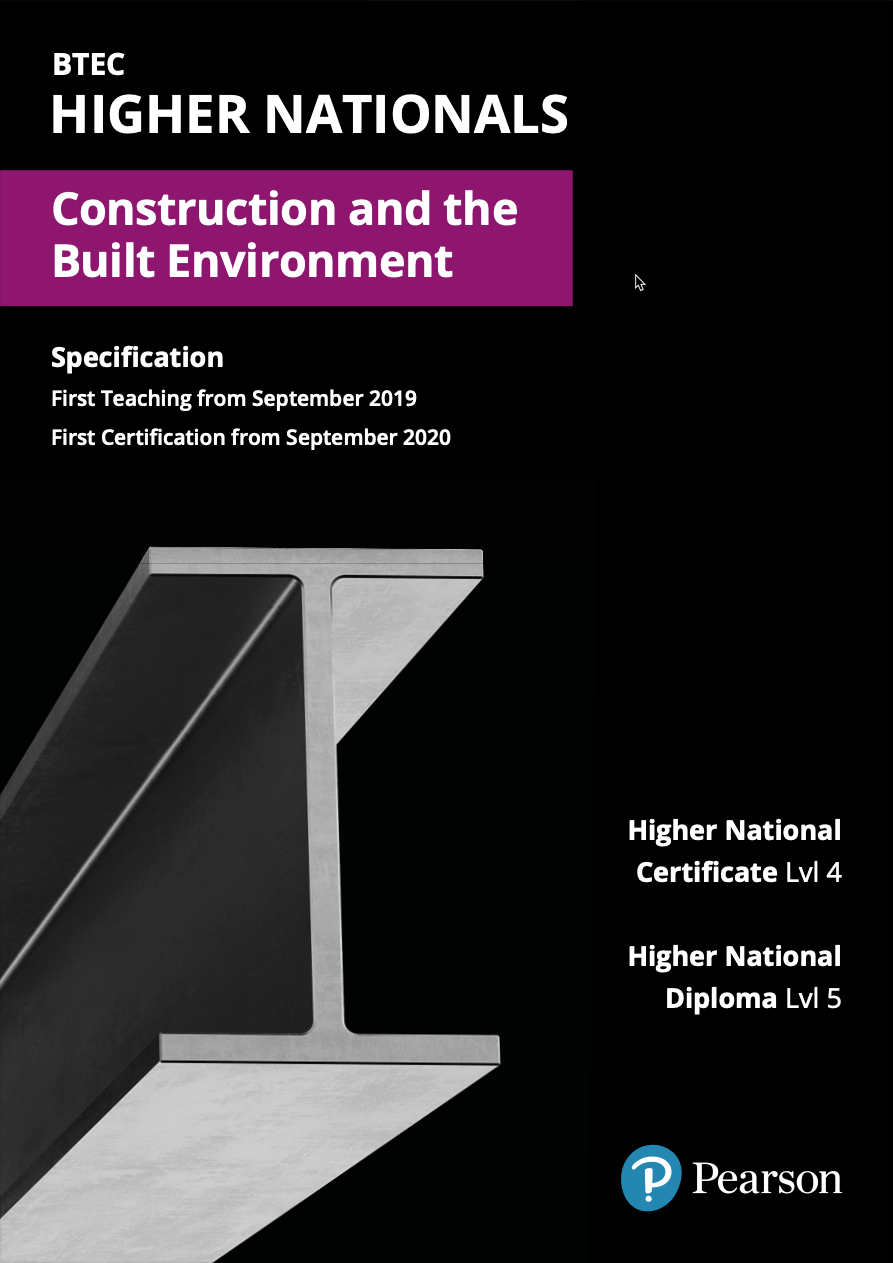 BTEC
HIGHER NATIONALS
Construction and the
Built Environment
Specification
First Teaching from September 2019
First Certification from September 2020
Higher National
Certificate Lvl 4
Higher National
Diploma Lvl 5
Pearson